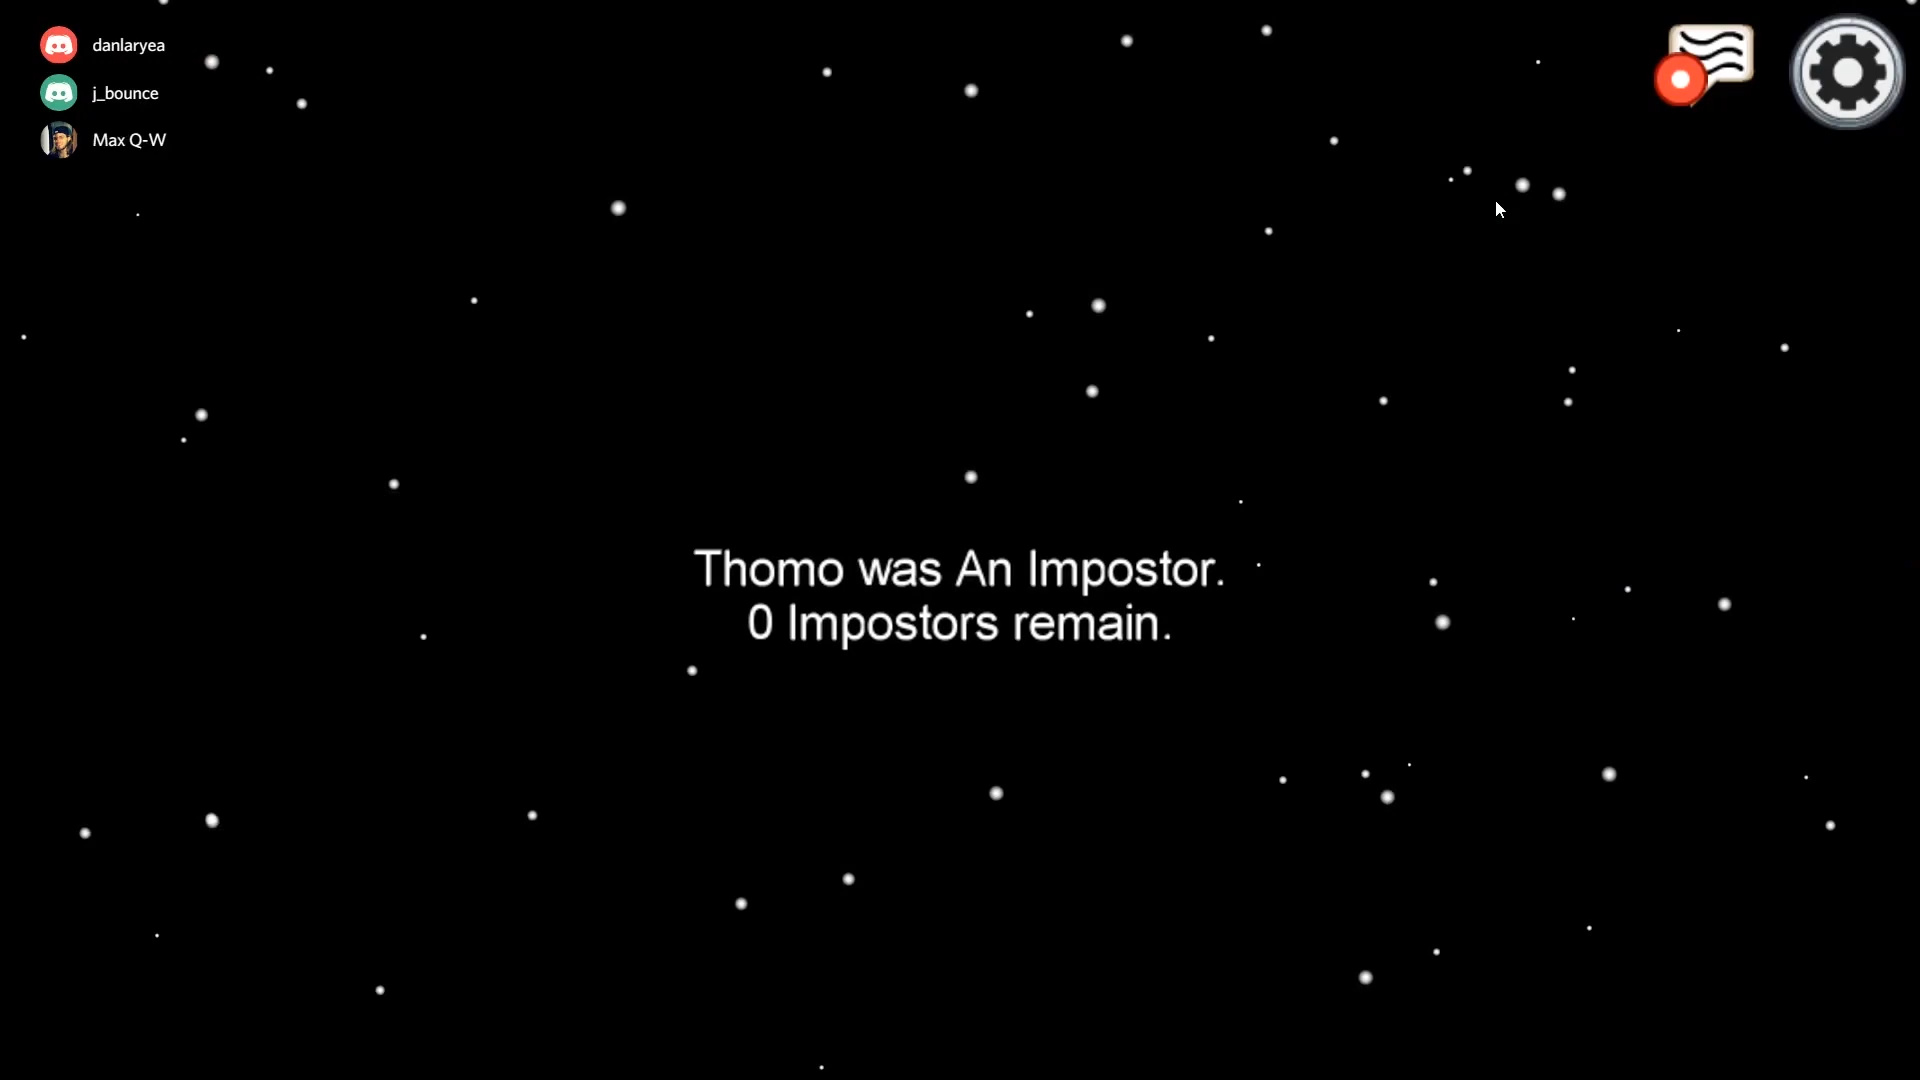 danlaryea
j_bounce
Max Q-W
Thomo was An Impostor.
0 Impostors remain.